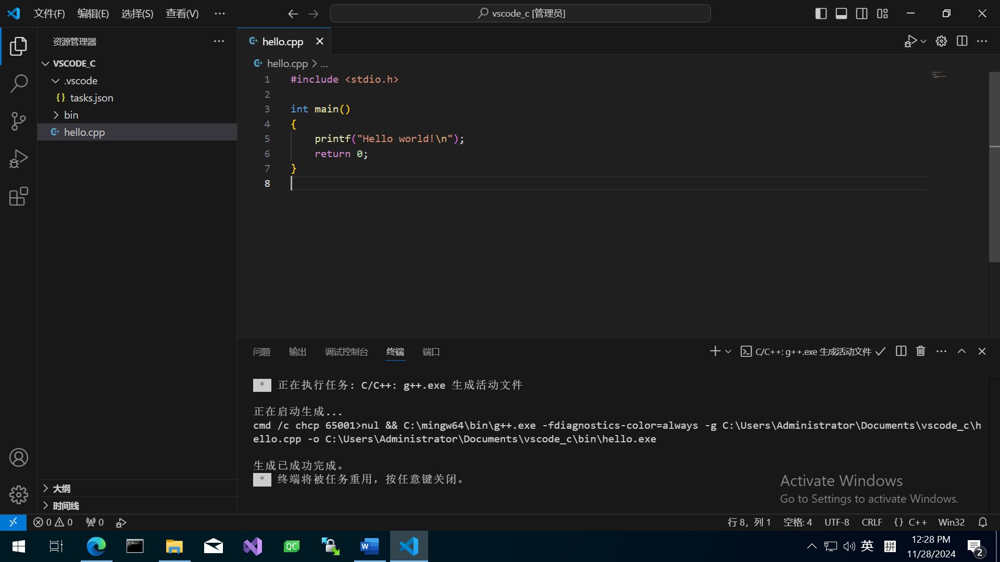 文件(F) 编辑(E) 选择(S) 查看(V) ··· vscode_c [管理员]
资源管理器 ···
VSCODE_C
.vscode
{} tasks.json
bin
hello.cpp
大纲
时间线
hello.cpp
hello.cpp > ...
1 #include <stdio.h>
2
3 int main()
4 {
5 printf("Hello world!\n");
6 return 0;
7 }
8
问题 输出 调试控制台 终端 端口 C/C++: g++.exe 生成活动文件
* 正在执行任务: C/C++: g++.exe 生成活动文件
正在启动生成...
cmd /c chcp 65001>nul && C:\mingw64\bin\g++.exe -fdiagnostics-color=always -g C:\Users\Administrator\Documents\vscode_c\h
ello.cpp -o C:\Users\Administrator\Documents\vscode_c\bin\hello.exe
生成已成功完成。
* 终端将被任务重用，按任意键关闭。
Activate Windows
Go to Settings to activate Windows.
0 0 0 行 8，列 1 空格: 4 UTF-8 CRLF {} C++ Win32
QC W 英 拼 12:28 PM
11/28/2024 2